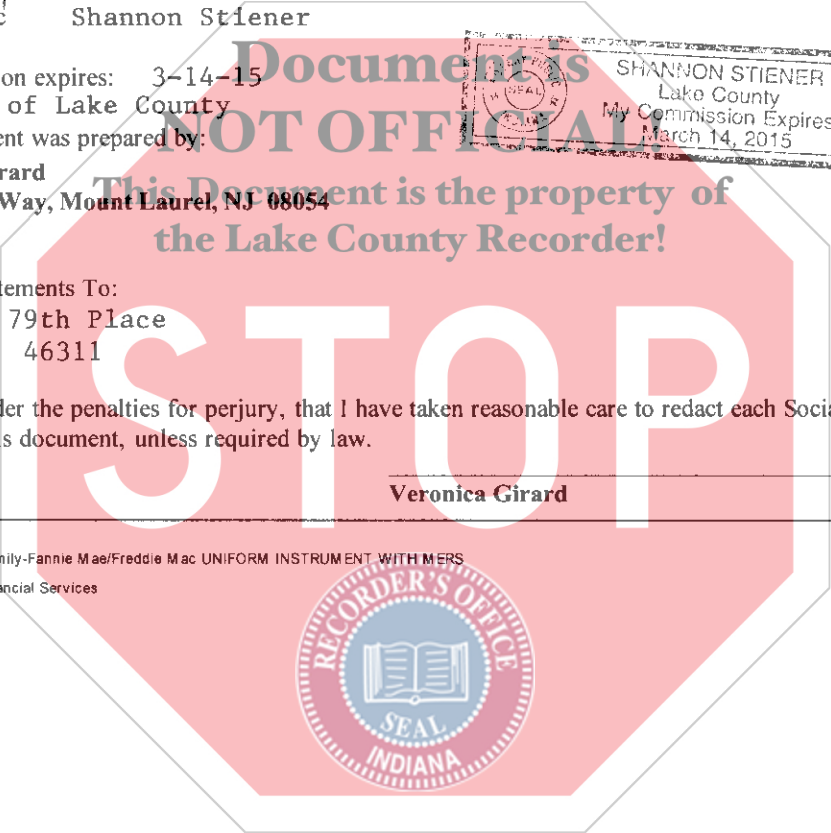 c Shannon Stiener
Document is
on expires: 3-14-15
SHANNON STIENER
Lake County
My Commission Expires
March 14, 2015
SEAL
of Lake County
NOT OFFICIAL!
ent was prepared by:
rard
This Document is the property of
Way, Mount Laurel, NJ 08054
the Lake County Recorder!
tements To:
79th Place
46311
STOP
der the penalties for perjury, that I have taken reasonable care to redact each Socia
is document, unless required by law.
Veronica Girard
mily-Fannie Mae/Freddie Mac UNIFORM INSTRUMENT WITH MERS
ancial Services
RECORDER'S OFFICE
SEAL
INDIANA